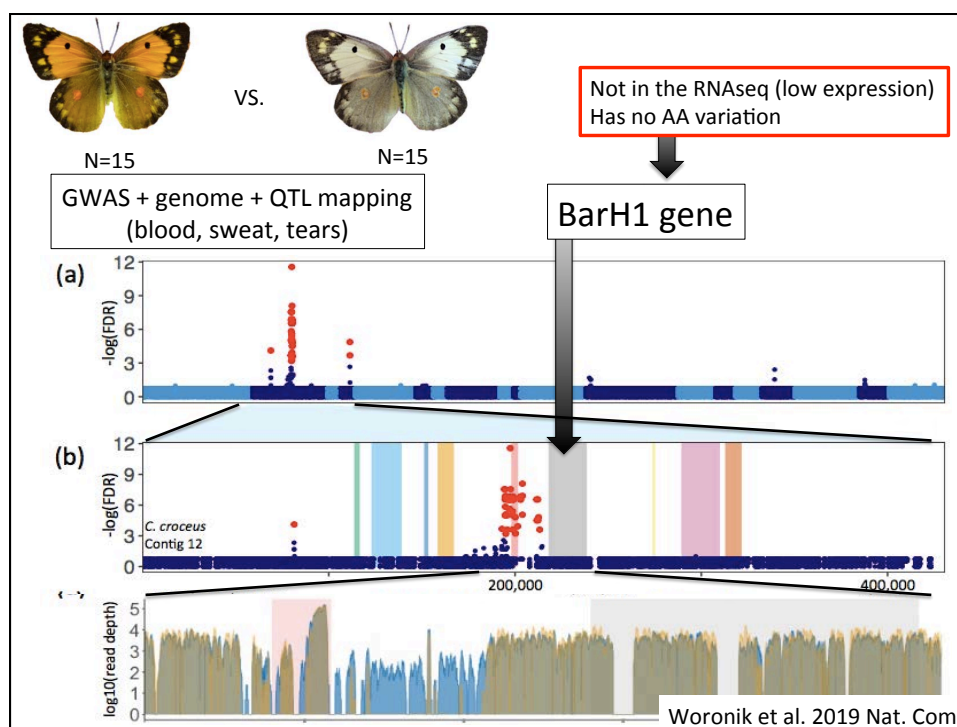 vs.
Not in the RNAseq (low expression)
Has no AA variation
N=15
N=15
GWAS + genome + QTL mapping
(blood, sweat, tears)
BarH1 gene
(a)
-log(FDR)
12
9
6
3
0
(b)
-log(FDR)
12
9
6
3
0
C. croceus
Contig 12
200,000
400,000
log10(read depth)
5
4
3
2
1
0
Woronik et al. 2019 Nat. Com